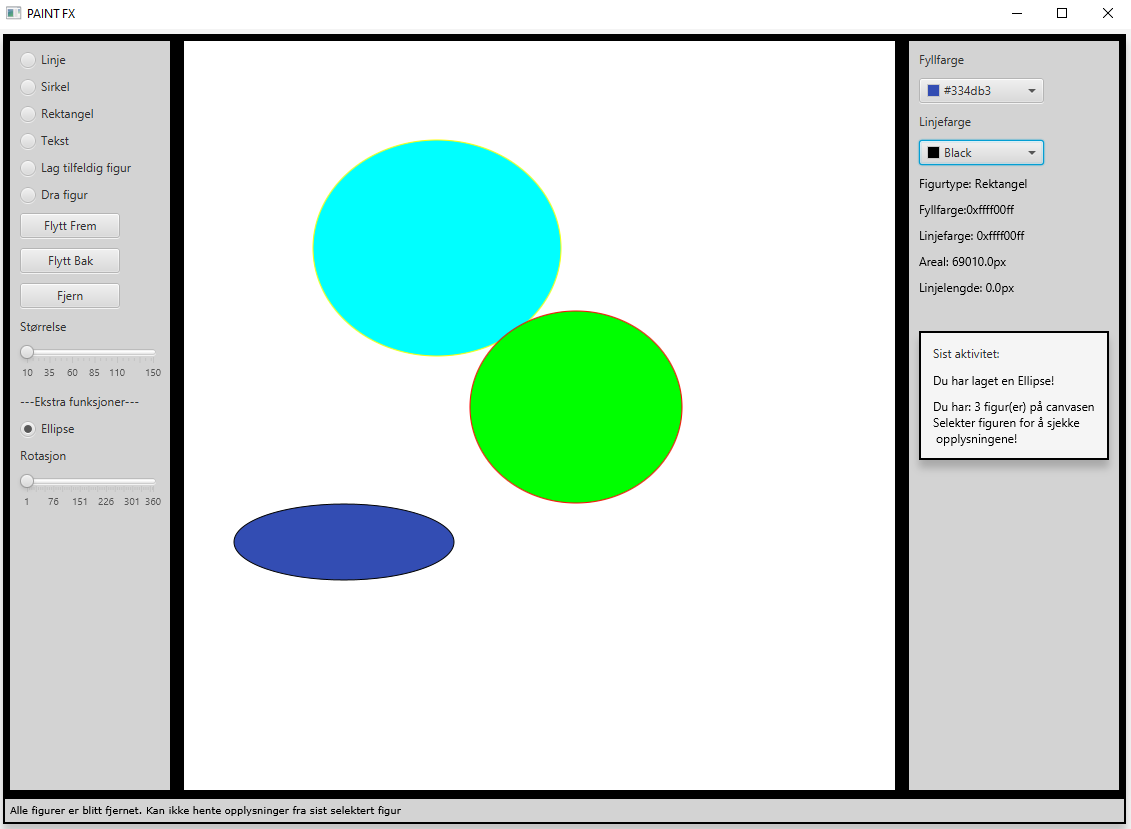 PAINT FX
Linje
Sirkel
Rektangel
Tekst
Lag tilfeldig figur
Dra figur
Flytt Frem
Flytt Bak
Fjern
Størrelse
10 35 60 85 110 150
---Ekstra funksjoner---
Ellipse
Rotasjon
1 76 151 226 301 360
Fyllfarge
#334db3
Linjefarge
Black
Figurtype: Rektangel
Fyllfarge:0xffff00ff
Linjefarge: 0xffff00ff
Areal: 69010.0px
Linjelengde: 0.0px
Sist aktivitet:
Du har laget en Ellipse!
Du har: 3 figur(er) på canvasen
Selekter figuren for å sjekke
opplysningene!
Alle figurer er blitt fjernet. Kan ikke hente opplysninger fra sist selektert figur